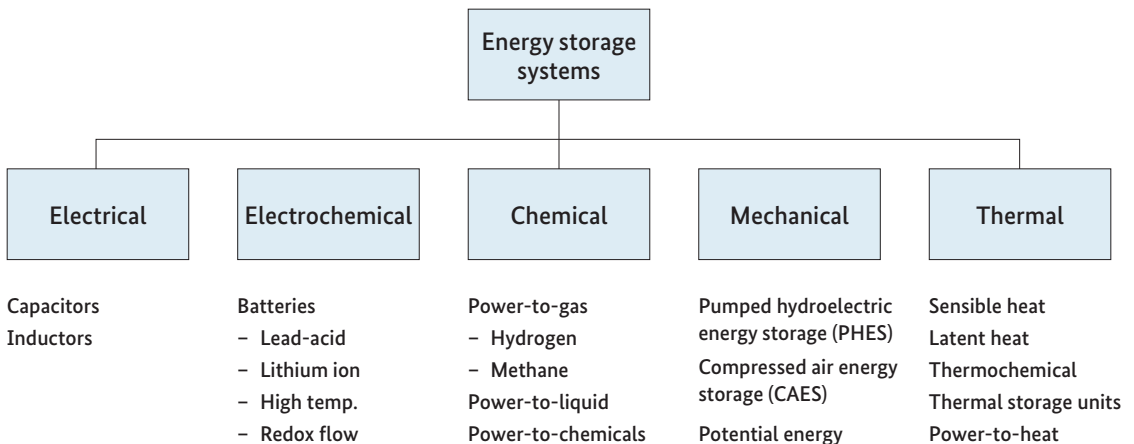 Energy storage
systems
Electrical
Electrochemical
Chemical
Mechanical
Thermal
Capacitors
Inductors
Batteries
– Lead-acid
– Lithium ion
– High temp.
– Redox flow
Power-to-gas
– Hydrogen
– Methane
Power-to-liquid
Power-to-chemicals
Pumped hydroelectric
energy storage (PHES)
Compressed air energy
storage (CAES)
Potential energy
Sensible heat
Latent heat
Thermochemical
Thermal storage units
Power-to-heat